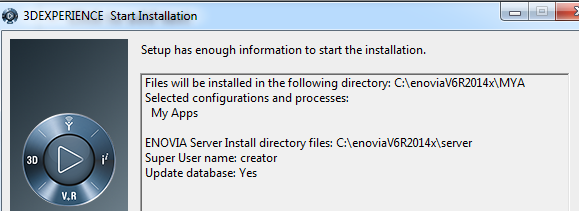 3DEXPERIENCE Start Installation
Setup has enough information to start the installation.
Files will be installed in the following directory: C:\enoviaV6R2014x\MYA
Selected configurations and processes:
My Apps
ENOVIA Server Install directory files: C:\enoviaV6R2014x\server
Super User name: creator
Update database: Yes
3D
i²
V.R